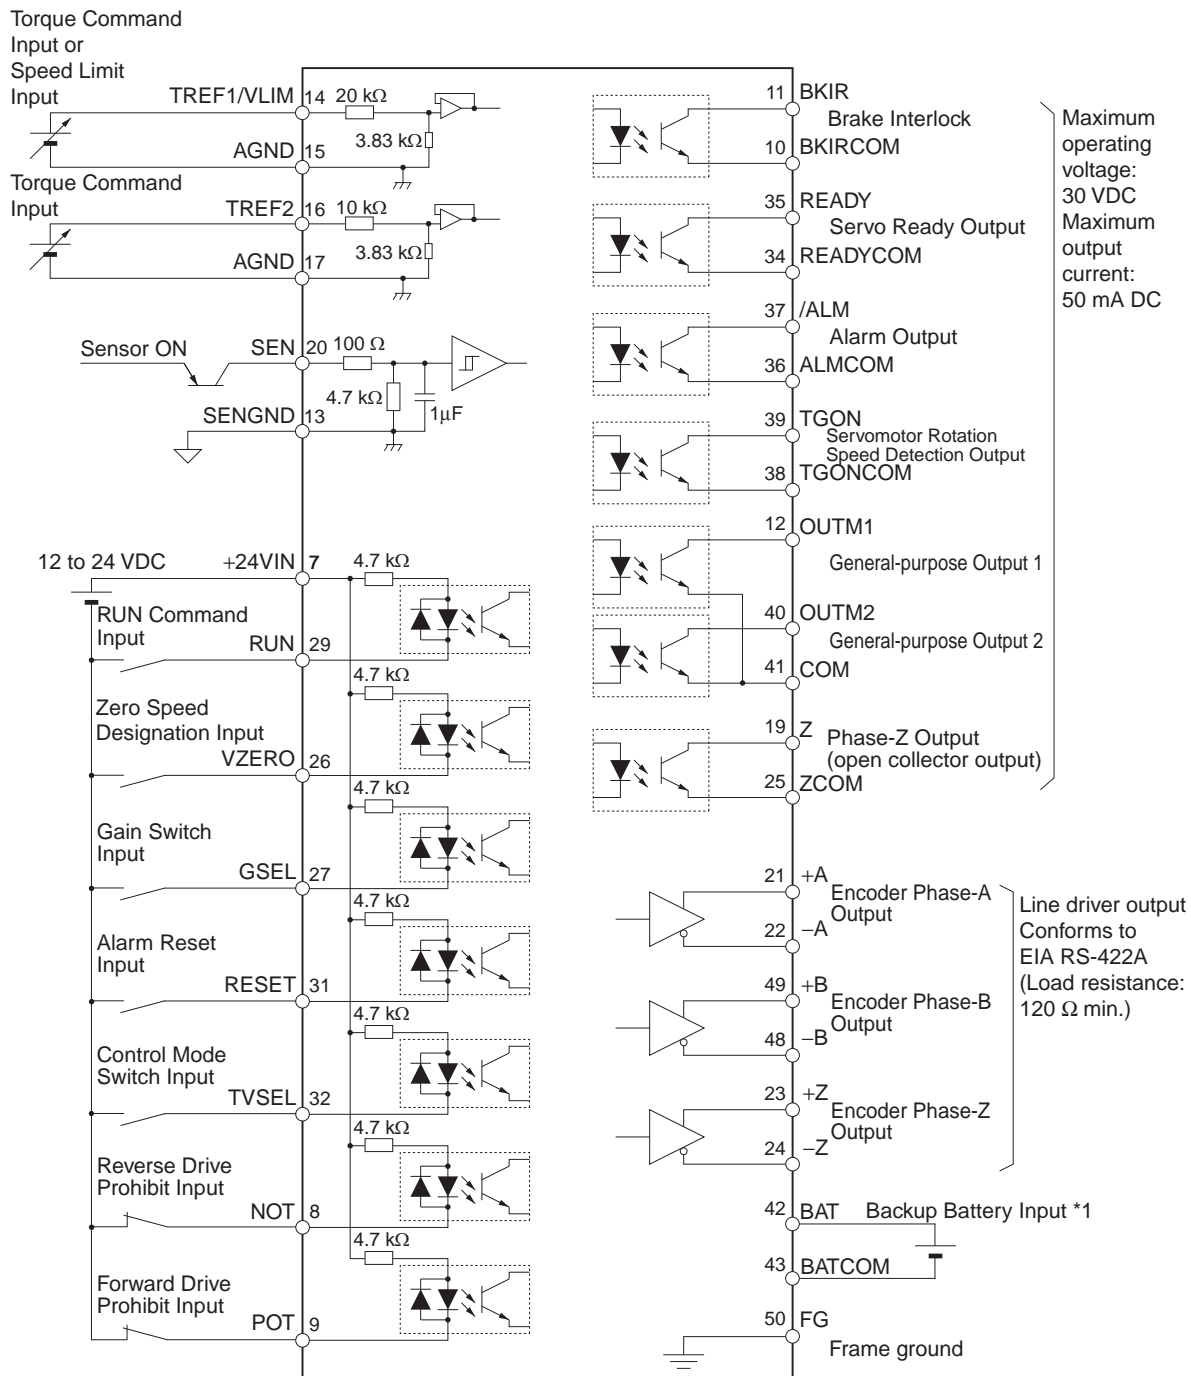 Torque Command
Input or
Speed Limit
Input
TREF1/VLIM 14 20 kΩ
3.83 kΩ
AGND 15
Torque Command
Input
TREF2 16 10 kΩ
3.83 kΩ
AGND 17
Sensor ON SEN 20 100 Ω
4.7 kΩ
1μF
SENGND 13
12 to 24 VDC +24VIN 7 4.7 kΩ
RUN Command
Input
RUN 29
4.7 kΩ
Zero Speed
Designation Input
VZERO 26
4.7 kΩ
Gain Switch
Input
GSEL 27
4.7 kΩ
Alarm Reset
Input
RESET 31
4.7 kΩ
Control Mode
Switch Input
TVSEL 32
4.7 kΩ
Reverse Drive
Prohibit Input
NOT 8
4.7 kΩ
Forward Drive
Prohibit Input
POT 9
11 BKIR
Brake Interlock
10 BKIRCOM
35 READY
Servo Ready Output
34 READYCOM
37 /ALM
Alarm Output
36 ALMCOM
39 TGON
Servomotor Rotation
Speed Detection Output
38 TGONCOM
12 OUTM1
General-purpose Output 1
40 OUTM2
General-purpose Output 2
41 COM
19 Z
Phase-Z Output
(open collector output)
25 ZCOM
Maximum
operating
voltage:
30 VDC
Maximum
output
current:
50 mA DC
21 +A
Encoder Phase-A
Output
22 −A
49 +B
Encoder Phase-B
Output
48 −B
23 +Z
Encoder Phase-Z
Output
24 −Z
Line driver output
Conforms to
EIA RS-422A
(Load resistance:
120 Ω min.)
42 BAT Backup Battery Input *1
43 BATCOM
50 FG
Frame ground